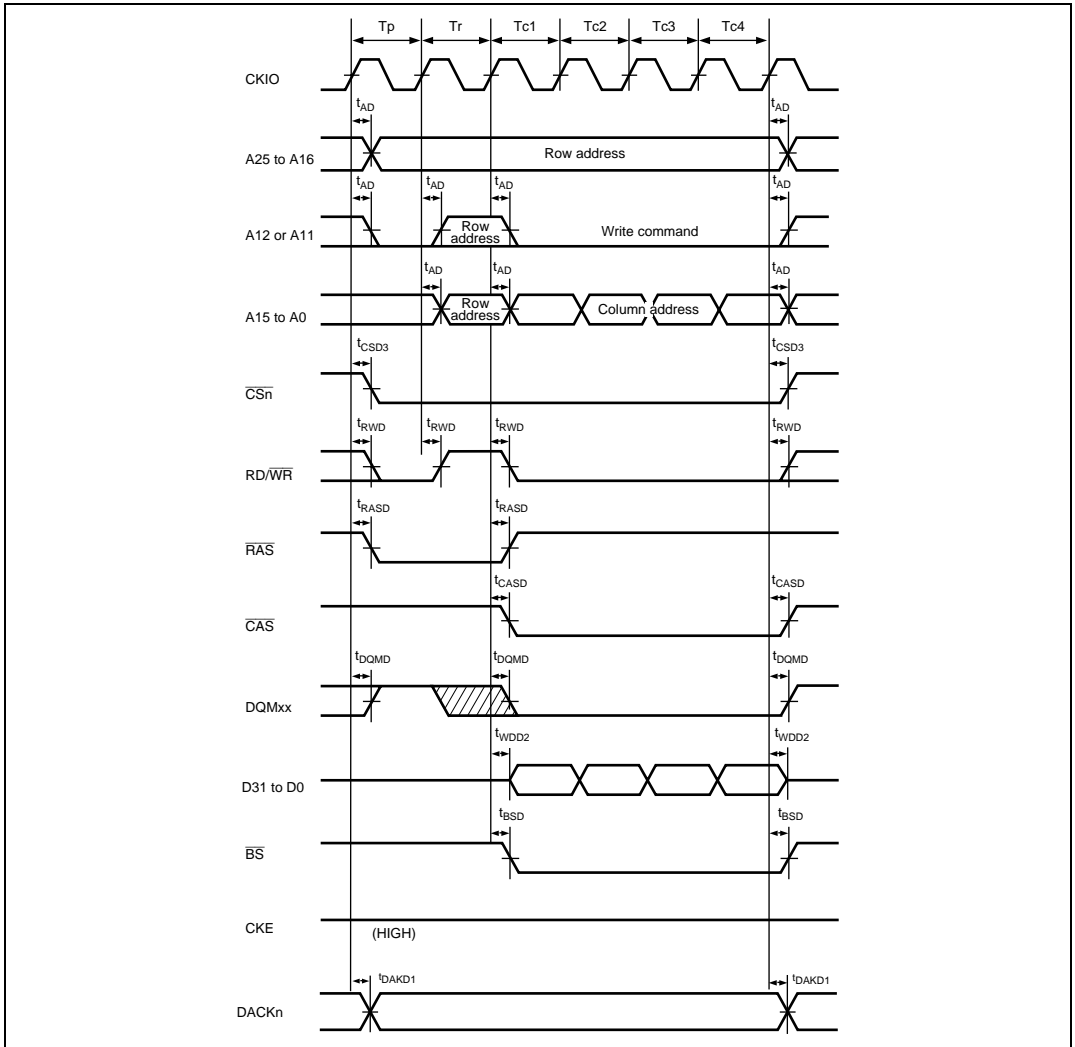 Tp Tr Tc1 Tc2 Tc3 Tc4
CKIO
tAD tAD
A25 to A16 Row address
tAD tAD tAD tAD
A12 or A11 Row address Write command
tAD tAD tAD
A15 to A0 Row address Column address
tCSD3 tCSD3
CSn
tRWD tRWD tRWD tRWD
RD/WR
tRASD tRASD
RAS
tCASD tCASD
CAS
tDQMD tDQMD tDQMD
DQMxx
tWDD2 tWDD2
D31 to D0
tBSD tBSD
BS
CKE (HIGH)
tDAKD1 tDAKD1
DACKn